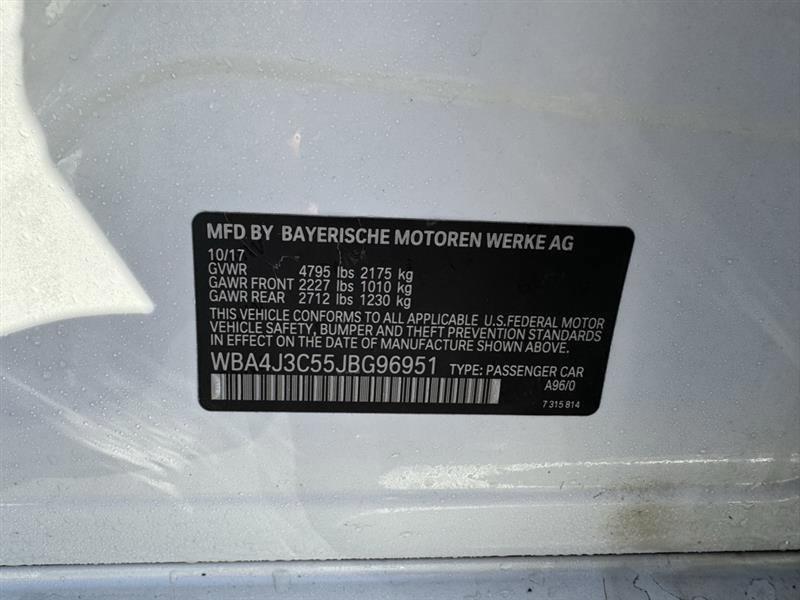 MFD BY BAYERISCHE MOTOREN WERKE AG
10/17
GVWR 4795 lbs 2175 kg
GAWR FRONT 2227 lbs 1010 kg
GAWR REAR 2712 lbs 1230 kg
THIS VEHICLE CONFORMS TO ALL APPLICABLE U.S.FEDERAL MOTOR
VEHICLE SAFETY, BUMPER, AND THEFT PREVENTION STANDARDS
IN EFFECT ON THE DATE OF MANUFACTURE SHOWN ABOVE.
WBA4J3C55JBG96951 TYPE: PASSENGER CAR
A96/0
7 315 814